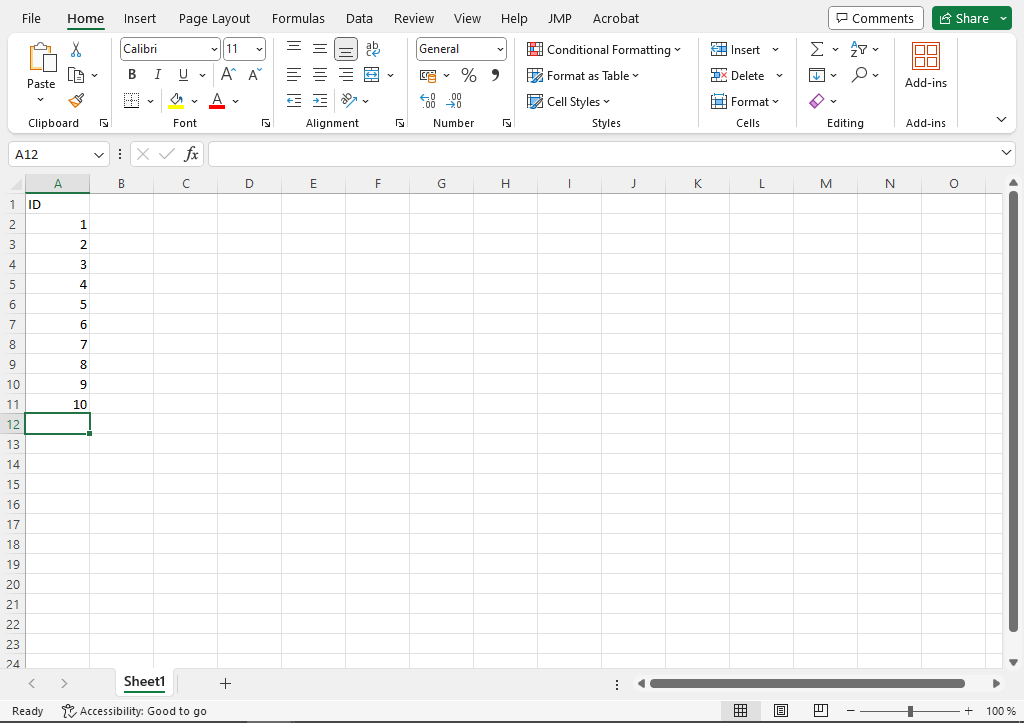 File Home Insert Page Layout Formulas Data Review View Help JMP Acrobat Comments Share
Calibri 11 ab General Conditional Formatting Insert Σ
Paste B I U A A % Format as Table Delete Add-ins
A Cell Styles Format
Clipboard Font Alignment Number Styles Cells Editing Add-ins
A12 fx
A B C D E F G H I J K L M N O
1 ID
2 1
3 2
4 3
5 4
6 5
7 6
8 7
9 8
10 9
11 10
12
13
14
15
16
17
18
19
20
21
22
23
24
Sheet1
Ready Accessibility: Good to go 100 %